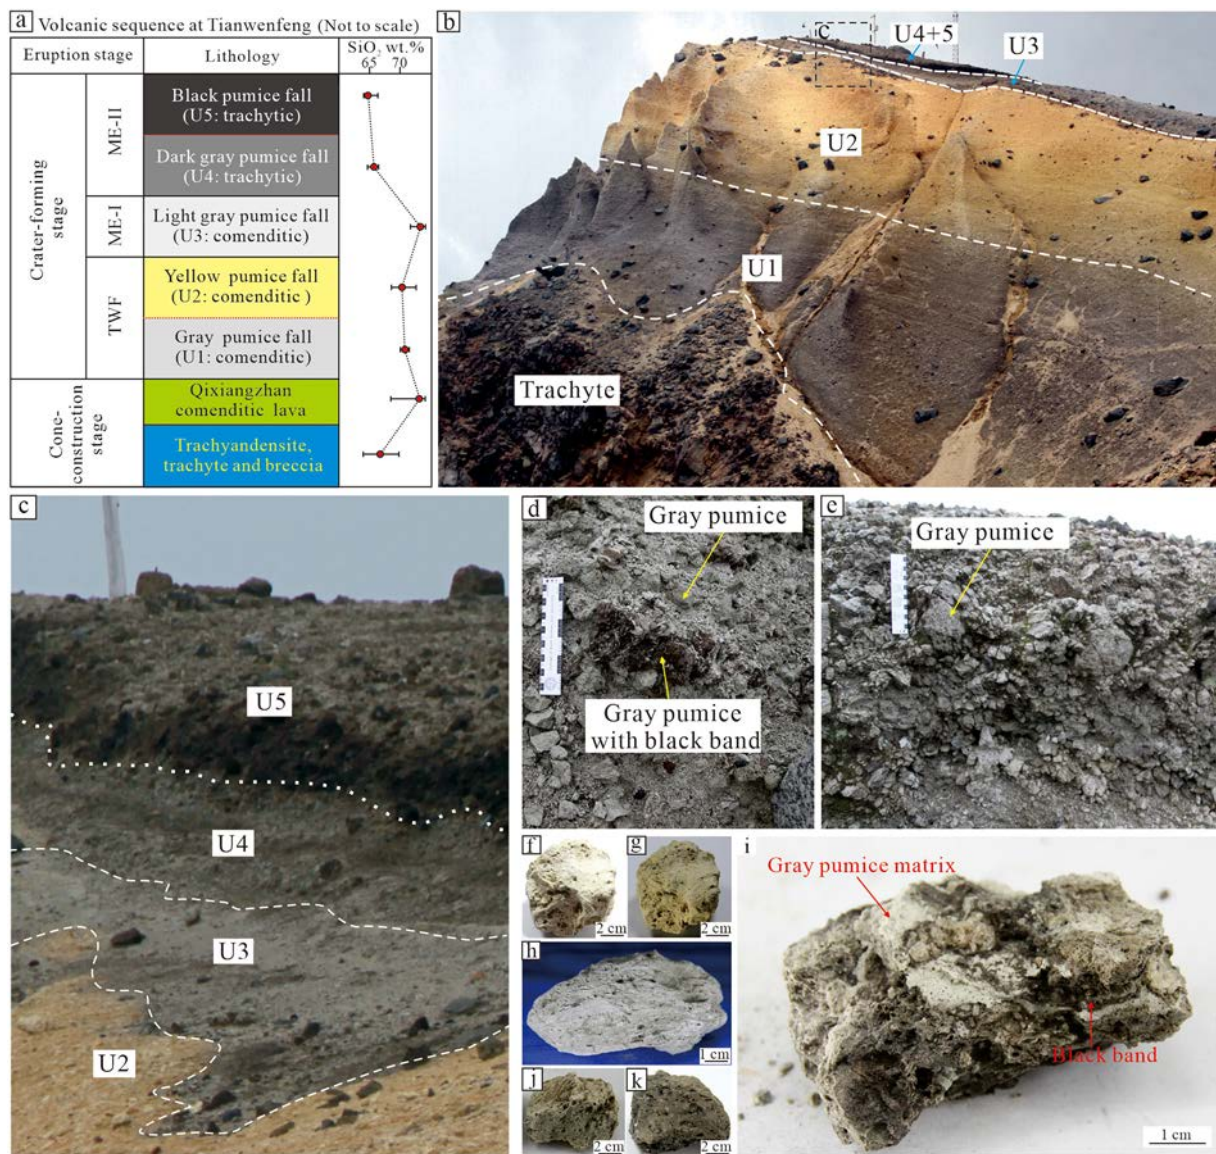 a
Volcanic sequence at Tianwenfeng (Not to scale)
Eruption stage
Lithology
SiO2 wt.%
65 70
Crater-forming
stage
ME-II
Black pumice fall
(U5: trachytic)
Dark gray pumice fall
(U4: trachytic)
ME-I
Light gray pumice fall
(U3: comenditic)
TWF
Yellow pumice fall
(U2: comenditic )
Gray pumice fall
(U1: comenditic)
Cone-
construction
stage
Qixiangzhan
comenditic lava
Trachyandensite,
trachyte and breccia
b
C
U4+5
U3
U2
U1
Trachyte
c
U5
U4
U3
U2
d
Gray pumice
Gray pumice
with black band
e
Gray pumice
f
2 cm
g
2 cm
h
1 cm
j
2 cm
k
2 cm
i
Gray pumice matrix
Black band
1 cm